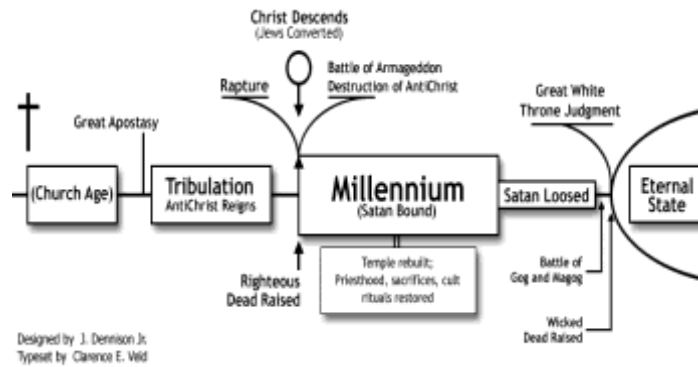 Christ Descends
(Jews Converted)
Rapture
Battle of Armageddon
Destruction of AntiChrist
Great White
Throne Judgment
Great Apostasy
(Church Age)
Tribulation
AntiChrist Reigns
Millennium
(Satan Bound)
Satan Loosed
Eternal
State
Righteous
Dead Raised
Temple rebuilt;
Priesthood, sacrifices, cult
rituals restored
Battle of
Gog and Magog
Wicked
Dead Raised
Designed by J. Dennison Jr.
Typeset by Clarence E. Veld